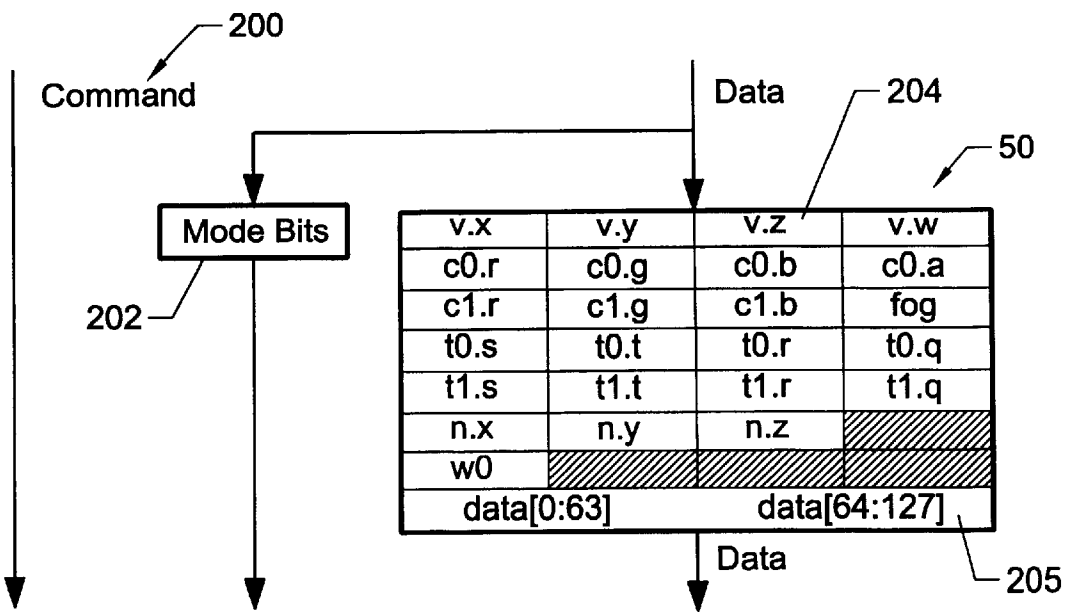 200
Command
Data
204
50
Mode Bits
202
v.x v.y v.z v.w
c0.r c0.g c0.b c0.a
c1.r c1.g c1.b fog
t0.s t0.t t0.r t0.q
t1.s t1.t t1.r t1.q
n.x n.y n.z
w0
data[0:63] data[64:127]
Data
205